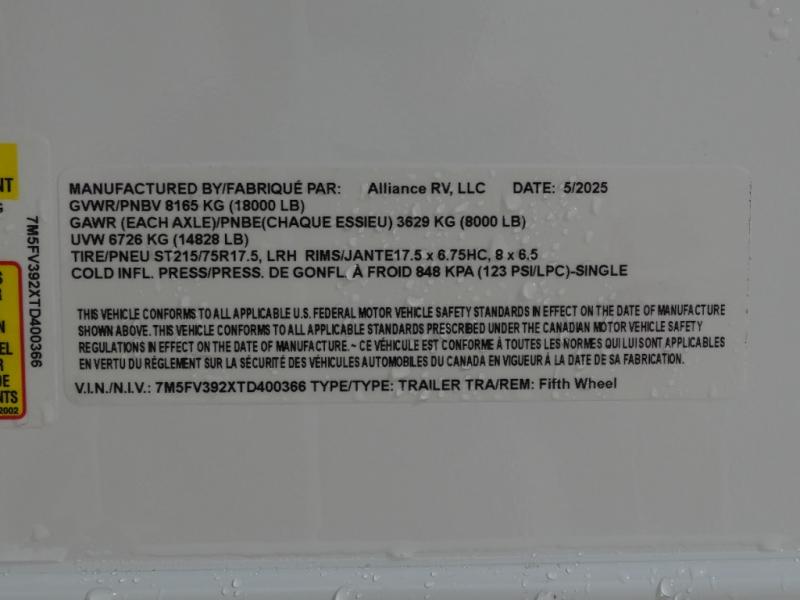 MANUFACTURED BY/FABRIQUÉ PAR: Alliance RV, LLC DATE: 5/2025
GVWR/PNBV 8165 KG (18000 LB)
GAWR (EACH AXLE)/PNBE(CHAQUE ESSIEU) 3629 KG (8000 LB)
UVW 6726 KG (14828 LB)
TIRE/PNEU ST215/75R17.5, LRH RIMS/JANTE17.5 x 6.75HC, 8 x 6.5
COLD INFL. PRESS/PRESS. DE GONFL. À FROID 848 KPA (123 PSI/LPC)-SINGLE
THIS VEHICLE CONFORMS TO ALL APPLICABLE U.S. FEDERAL MOTOR VEHICLE SAFETY STANDARDS IN EFFECT ON THE DATE OF MANUFACTURE
SHOWN ABOVE. THIS VEHICLE CONFORMS TO ALL APPLICABLE STANDARDS PRESCRIBED UNDER THE CANADIAN MOTOR VEHICLE SAFETY
REGULATIONS IN EFFECT ON THE DATE OF MANUFACTURE. ~ CE VÉHICULE EST CONFORME À TOUTES LES NORMES QUI LUI SONT APPLICABLES
EN VERTU DU RÉGLEMENT SUR LA SÉCURITÉ DES VÉHICULES AUTOMOBILES DU CANADA EN VIGUEUR À LA DATE DE SA FABRICATION.
V.I.N./N.I.V.: 7M5FV392XTD400366 TYPE/TYPE: TRAILER TRA/REM: Fifth Wheel
7M5FV392XTD400366
NT
EL
DE
NTS
2002